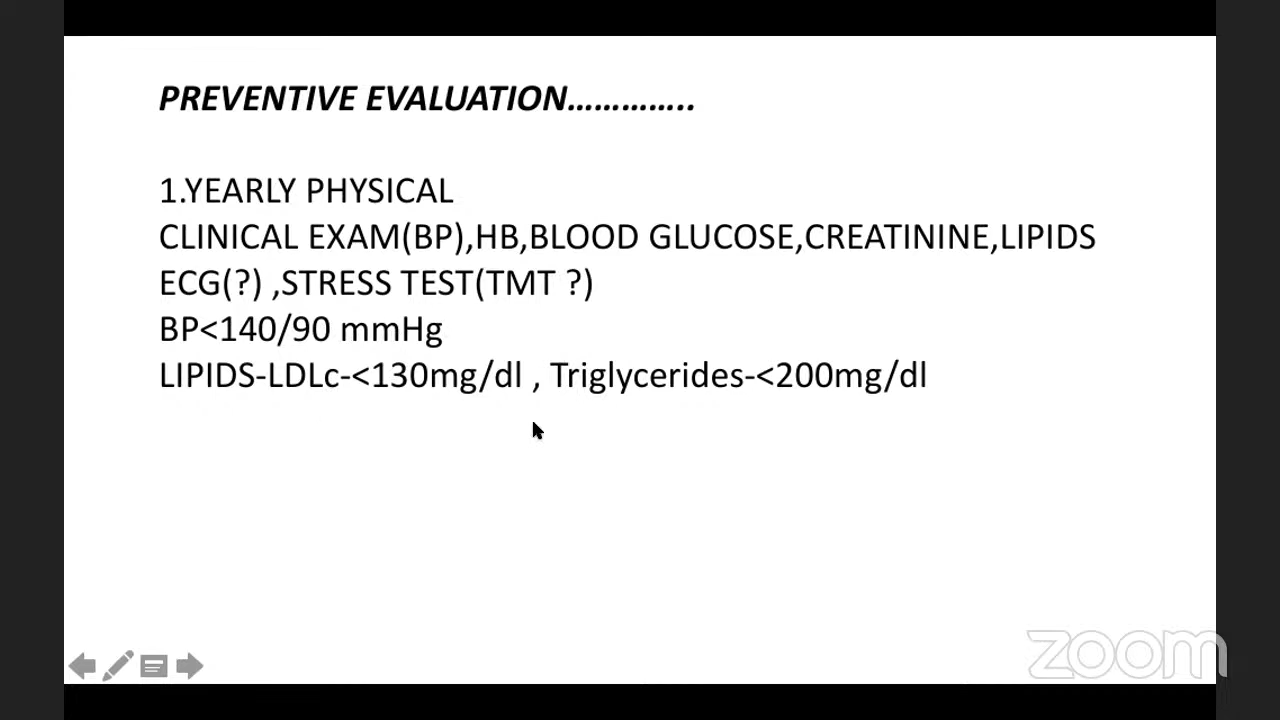 PREVENTIVE EVALUATION…………..
1.YEARLY PHYSICAL
CLINICAL EXAM(BP),HB,BLOOD GLUCOSE,CREATININE,LIPIDS
ECG(?) ,STRESS TEST(TMT ?)
BP<140/90 mmHg
LIPIDS-LDLc-<130mg/dl , Triglycerides-<200mg/dl
zoom